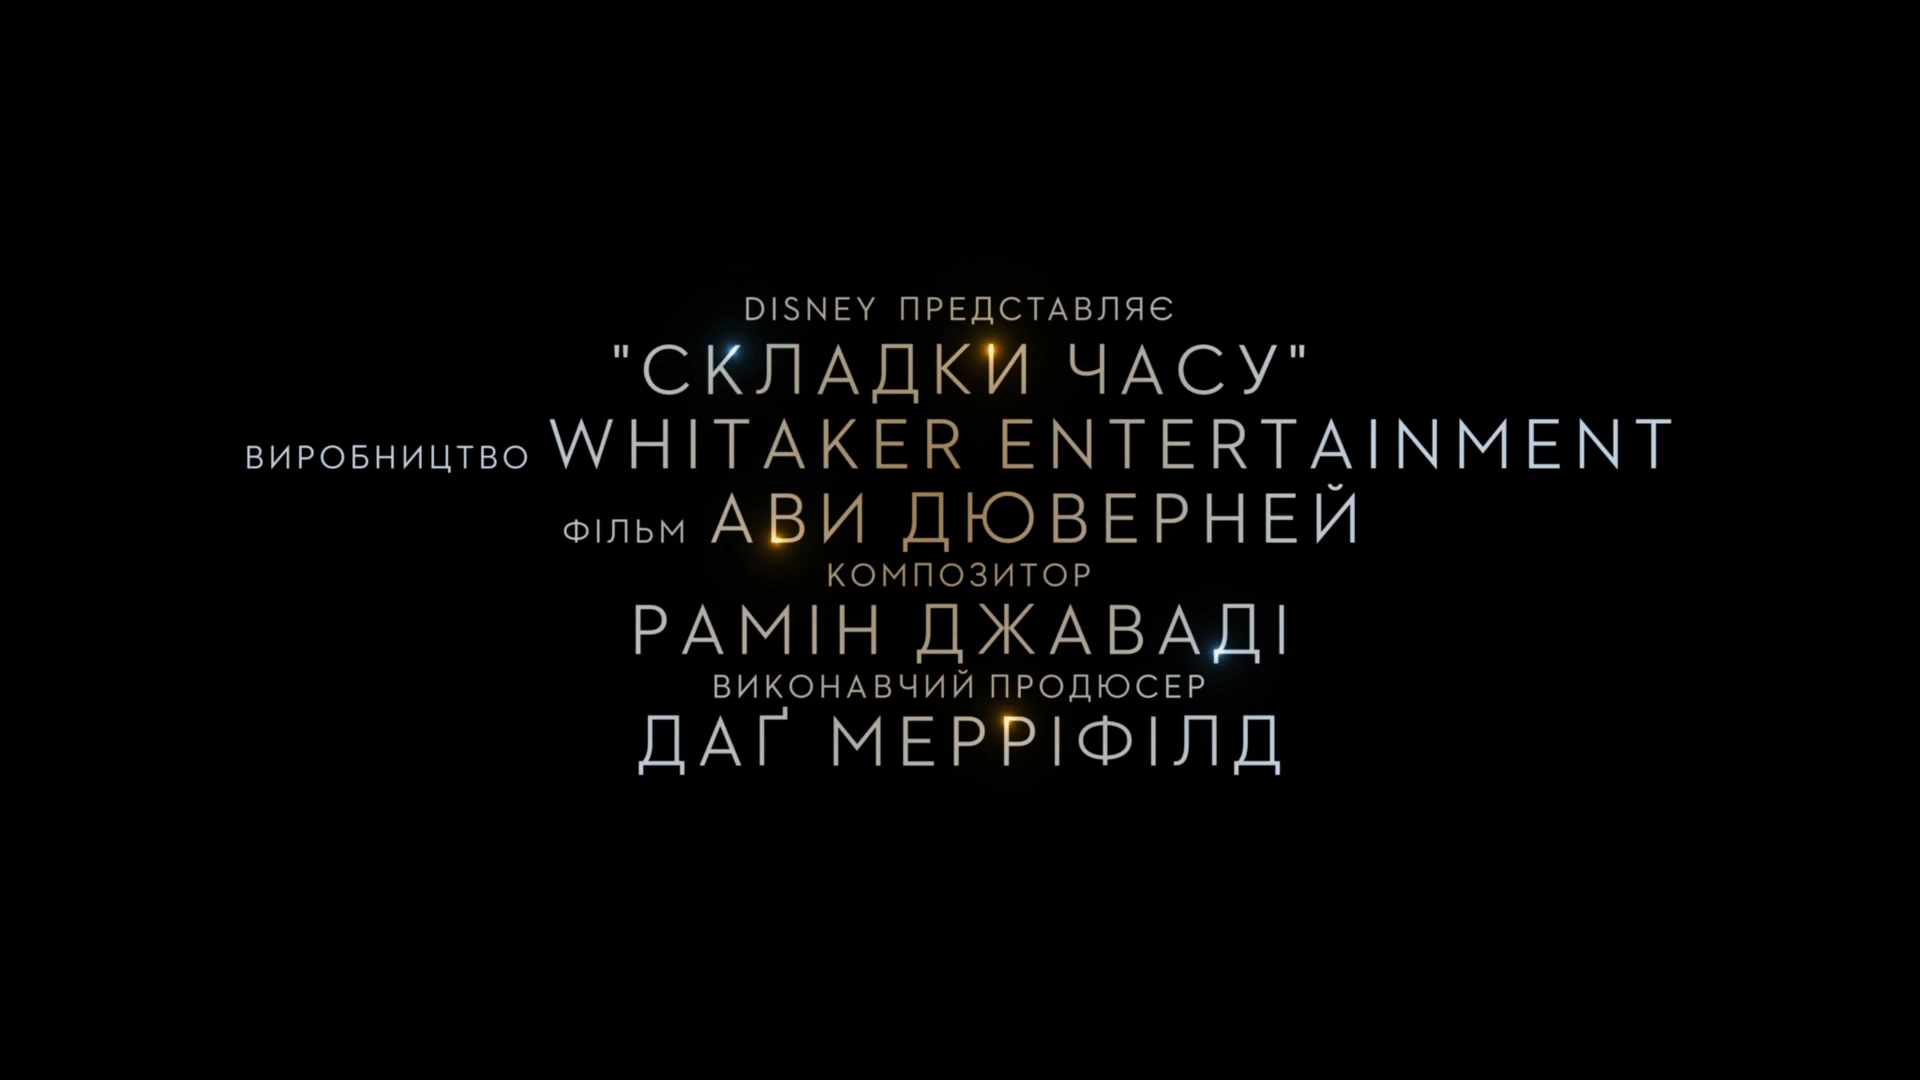 DISNEY ПРЕДСТАВЛЯЄ
"СКЛАДКИ ЧАСУ"
ВИРОБНИЦТВО WHITAKER ENTERTAINMENT
ФІЛЬМ АВИ ДЮВЕРНЕЙ
КОМПОЗИТОР
РАМІН ДЖАВАДІ
ВИКОНАВЧИЙ ПРОДЮСЕР
ДАҐ МЕРРІФІЛД